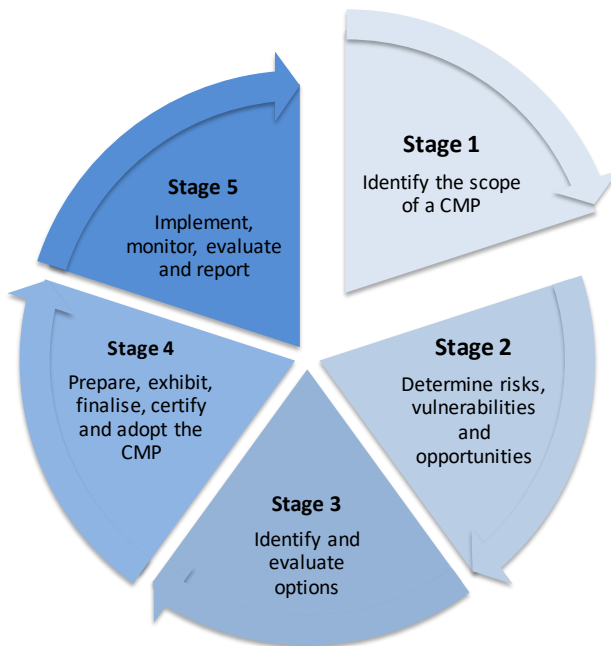 Stage 1
Identify the scope
of a CMP
Stage 2
Determine risks,
vulnerabilities
and
opportunities
Stage 3
Identify and
evaluate
options
Stage 4
Prepare, exhibit,
finalise, certify
and adopt the
CMP
Stage 5
Implement,
monitor, evaluate
and report